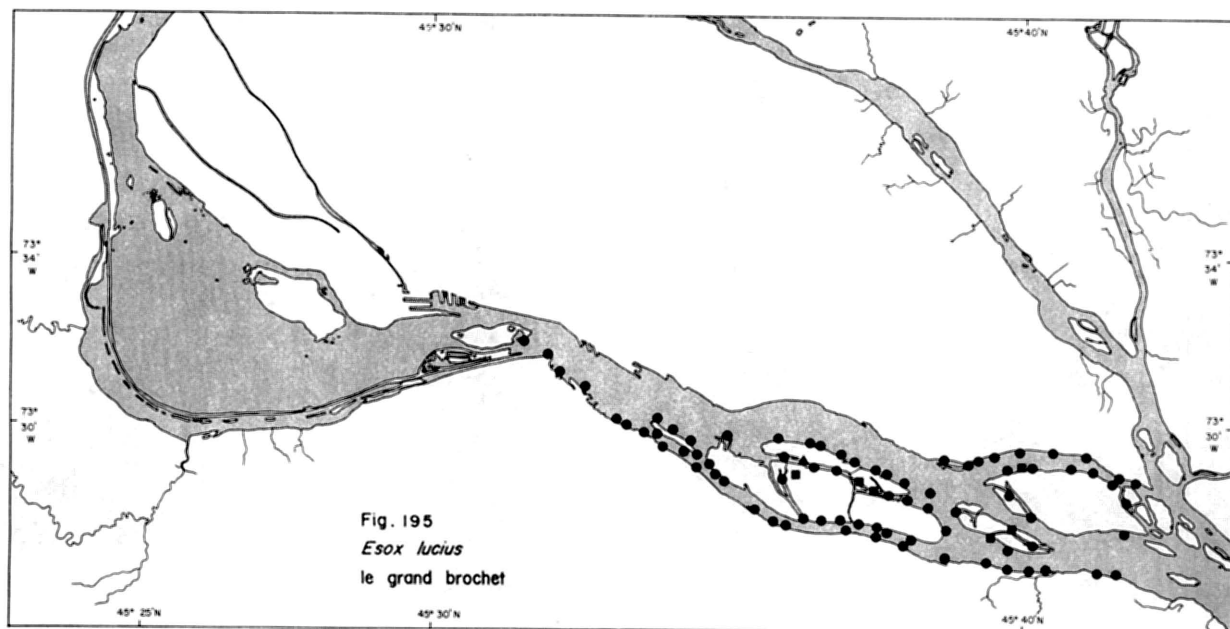 45° 30' N
45° 40' N
73°
34'
W
73°
34'
W
73°
30'
W
73°
30'
W
Fig. 195
Esox lucius
le grand brochet
45° 25' N
45° 30' N
45° 40' N